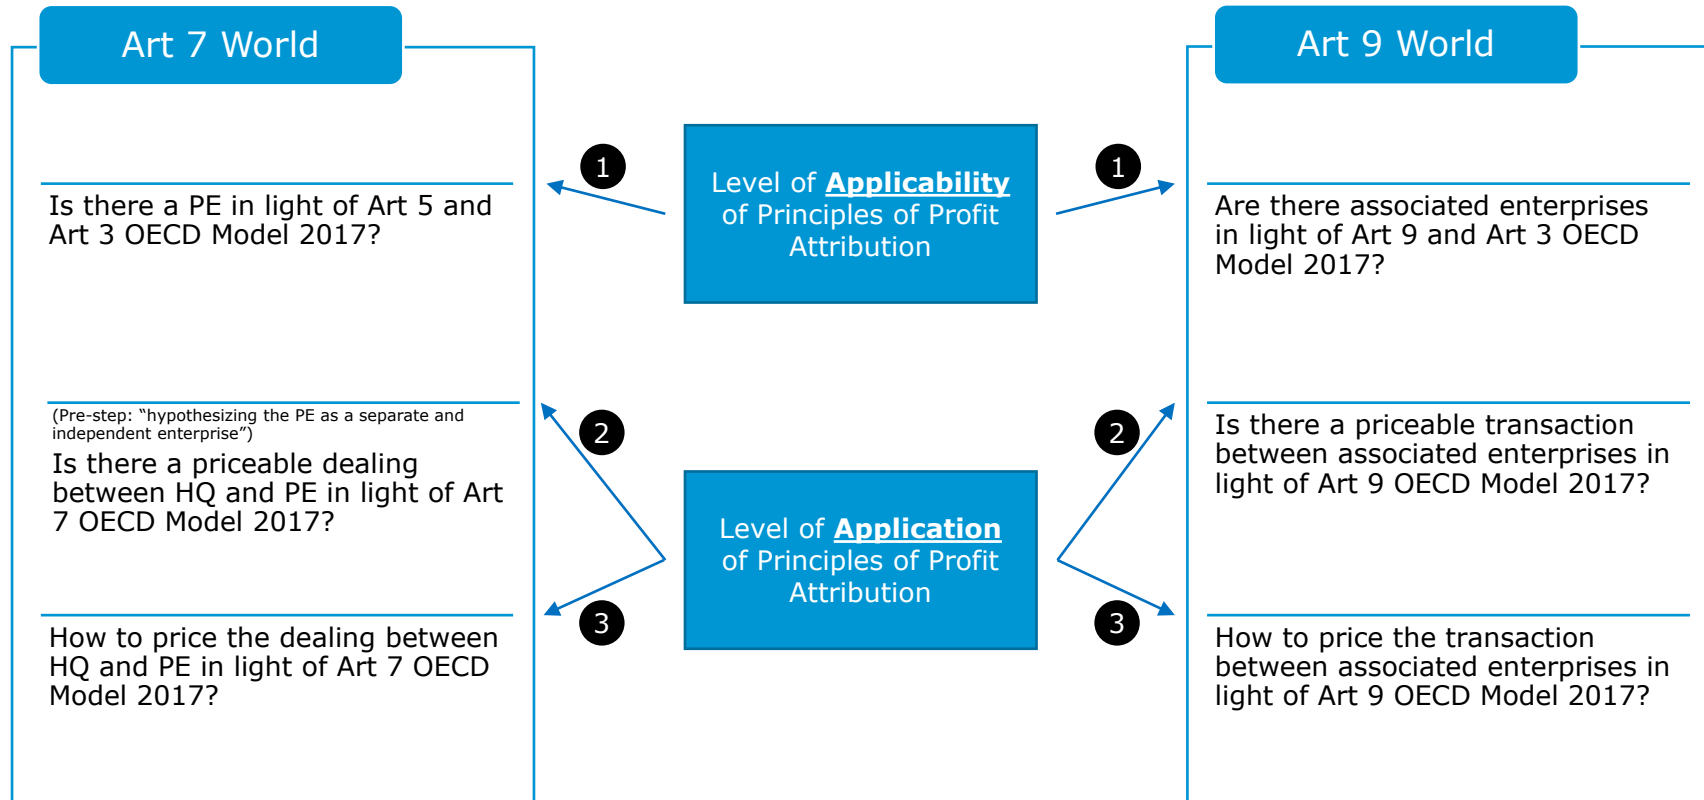 Art 7 World
Is there a PE in light of Art 5 and
Art 3 OECD Model 2017?
(Pre-step: “hypothesizing the PE as a separate and
independent enterprise”)
Is there a priceable dealing
between HQ and PE in light of Art
7 OECD Model 2017?
How to price the dealing between
HQ and PE in light of Art 7 OECD
Model 2017?
1
Level of Applicability
of Principles of Profit
Attribution
1
2
2
Level of Application
of Principles of Profit
Attribution
3
3
Art 9 World
Are there associated enterprises
in light of Art 9 and Art 3 OECD
Model 2017?
Is there a priceable transaction
between associated enterprises in
light of Art 9 OECD Model 2017?
How to price the transaction
between associated enterprises in
light of Art 9 OECD Model 2017?